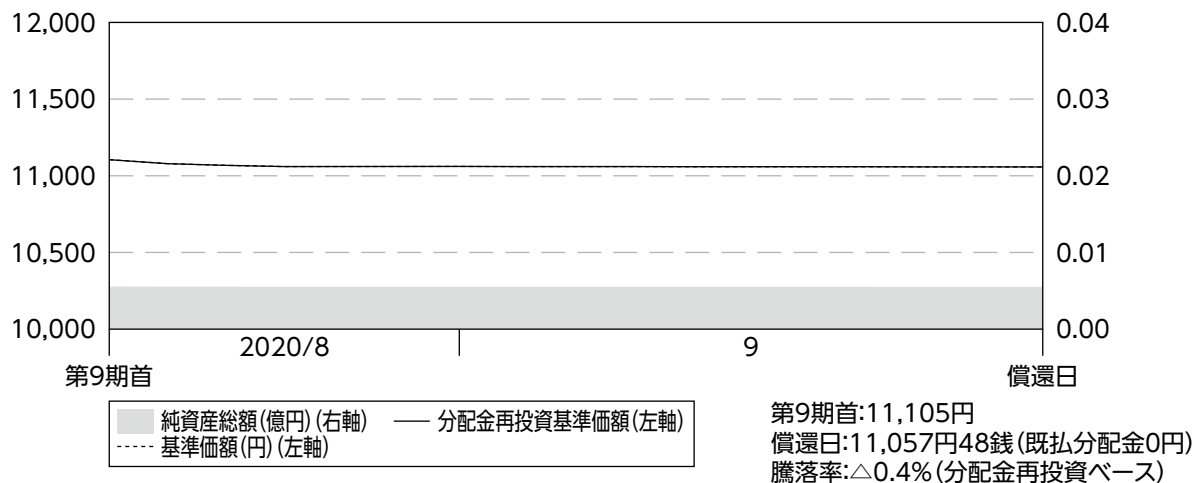 12,000
11,500
11,000
10,500
10,000
0.04
0.03
0.02
0.01
0.00
2020/8
9
第9期首
償還日
純資産総額(億円)(右軸)
分配金再投資基準価額(左軸)
基準価額(円)(左軸)
第9期首:11,105円
償還日:11,057円48銭(既払分配金0円)
騰落率:△0.4%(分配金再投資ベース)